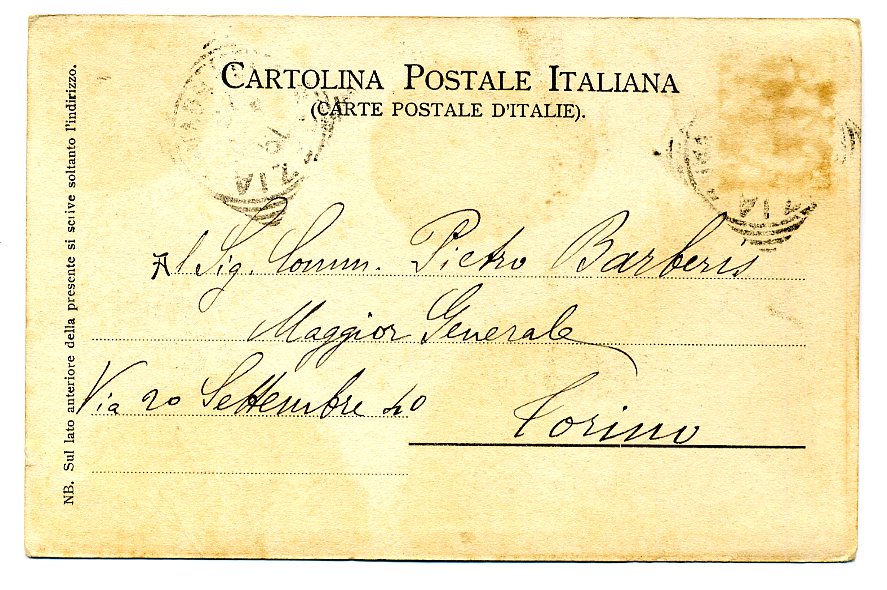 CARTOLINA POSTALE ITALIANA
(CARTE POSTALE D'ITALIE).
Al Sig. Comm. Pietro Barberis
Maggior Generale
Via 20 Settembre 40
Torino
NB. Sul lato anteriore della presente si scrive soltanto l'indirizzo.